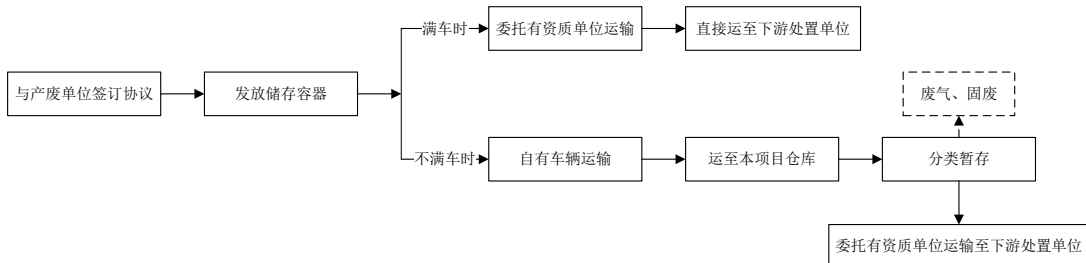 满车时
委托有资质单位运输
直接运至下游处置单位
与产废单位签订协议
发放储存容器
废气、固废
不满车时
自有车辆运输
运至本项目仓库
分类暂存
委托有资质单位运输至下游处置单位